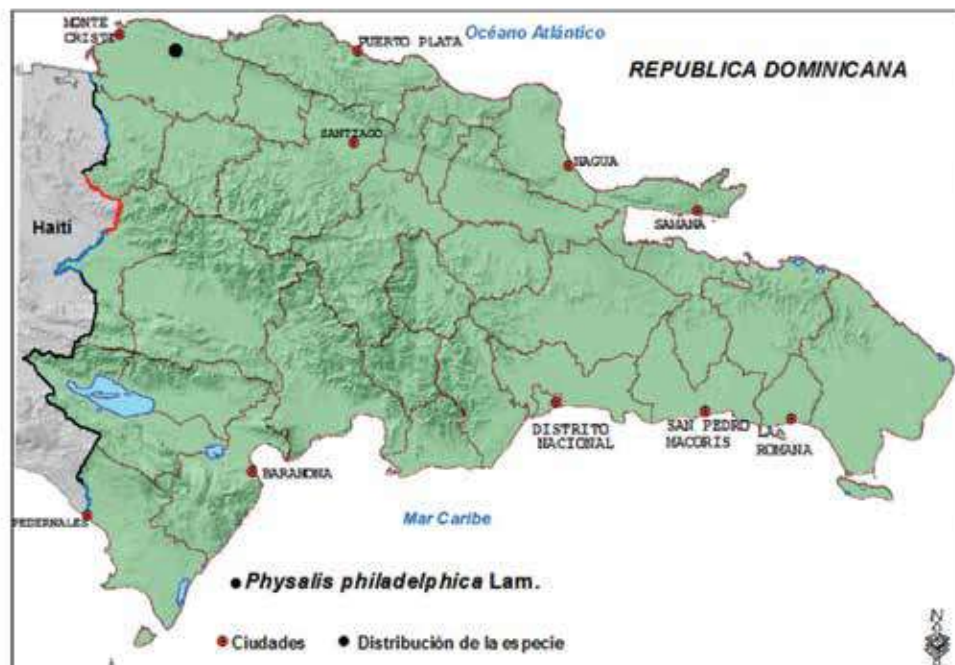 MONTE
CRISTI
PUERTO PLATA
Océano Atlántico
REPUBLICA DOMINICANA
SANTIAGO
NAGUA
SAMANA
Haití
DISTRITO
NACIONAL
SAN PEDRO
MACORIS
LA
ROMANA
BARAHONA
PEDERNALES
Mar Caribe
Physalis philadelphica Lam.
Ciudades
Distribución de la especie
N